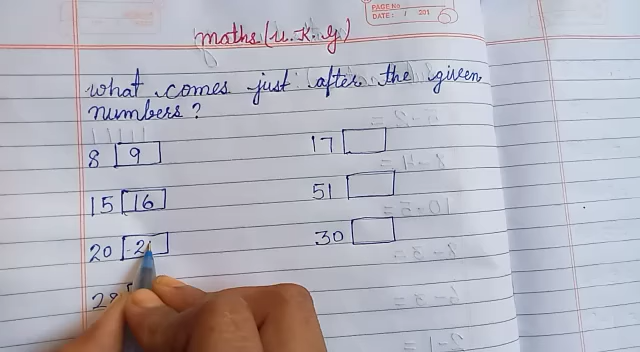 PAGE No.
DATE: / 201
maths (U.K.G)
what comes just after the given
numbers?
8 9
17
15 16
51
20 2
30
28